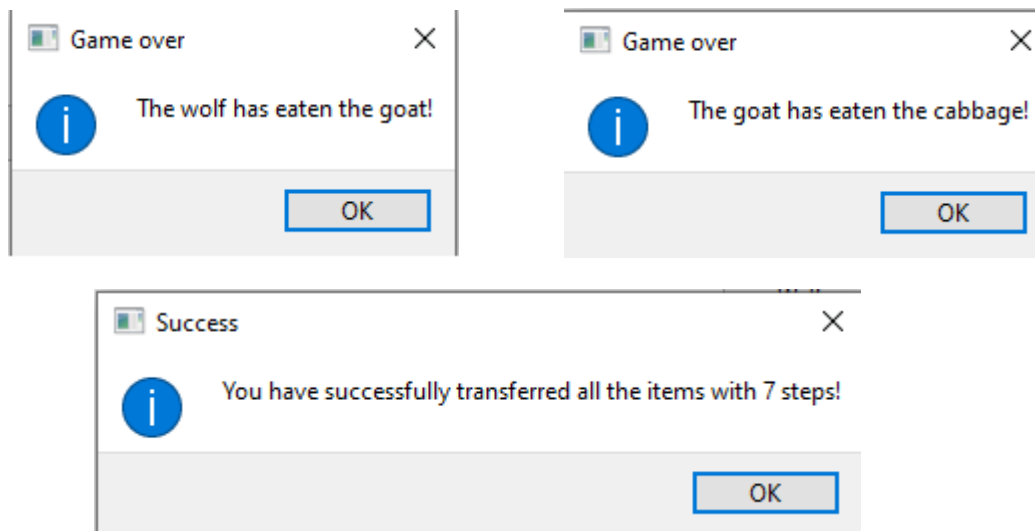 Game over
The wolf has eaten the goat!
OK
Game over
The goat has eaten the cabbage!
OK
Success
You have successfully transferred all the items with 7 steps!
OK